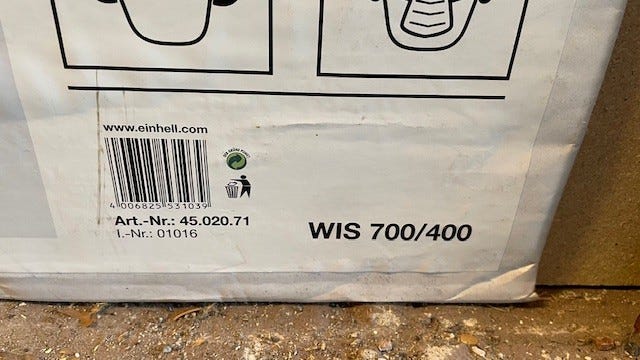 www.einhell.com
4 006825 531039
Art.-Nr.: 45.020.71
I.-Nr.: 01016
WIS 700/400